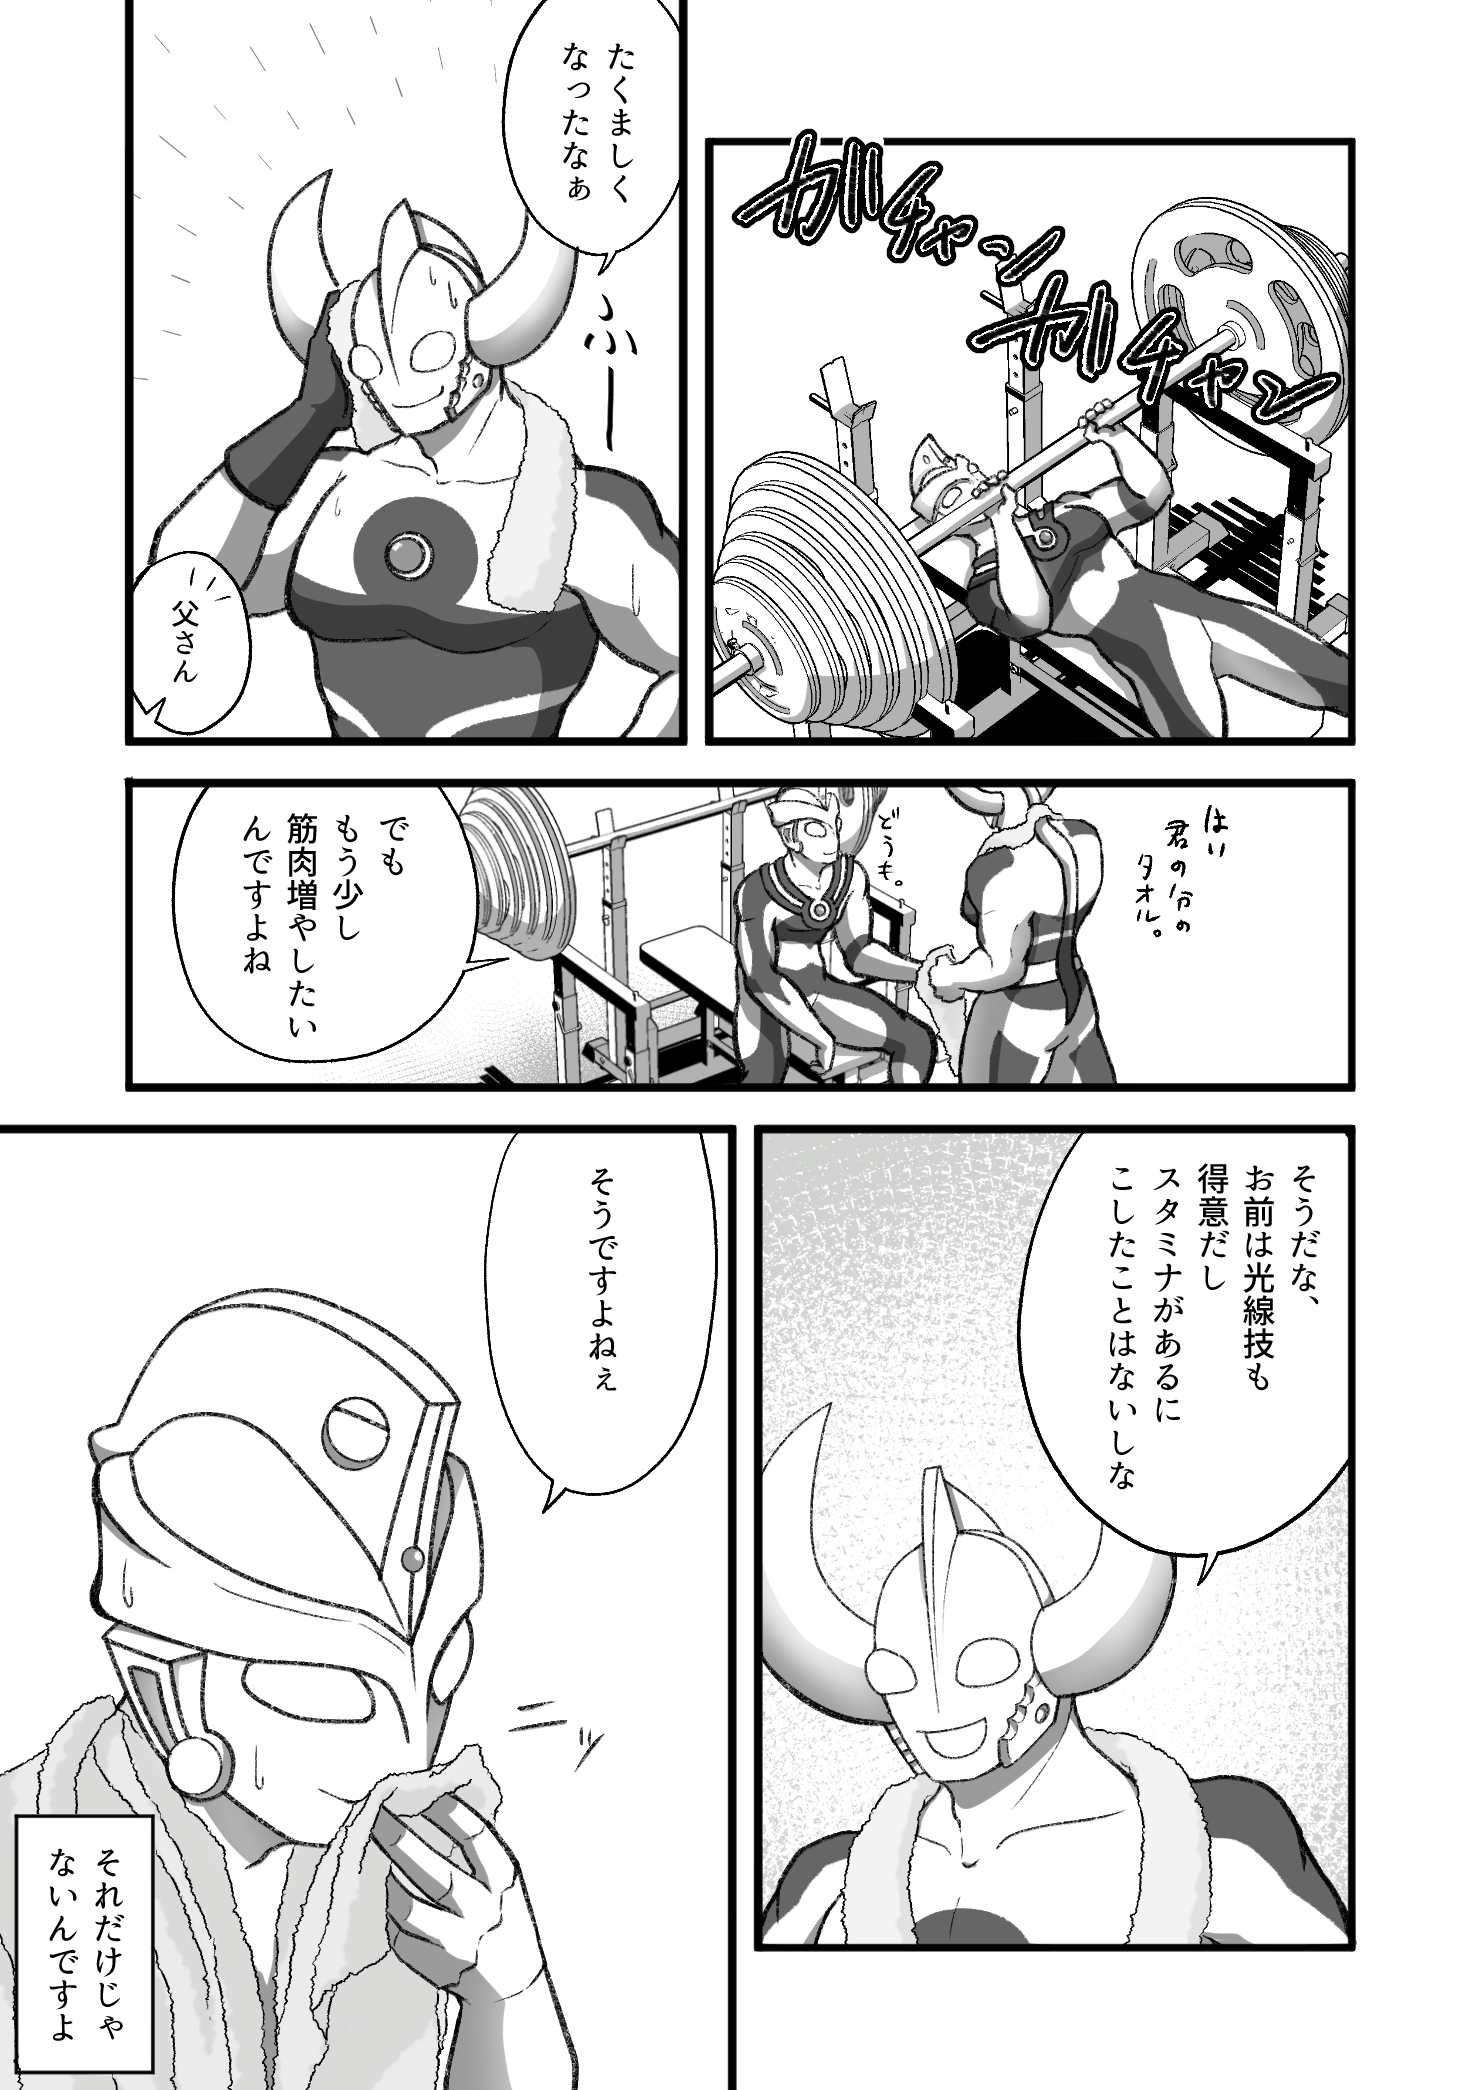 ガチャン
ガチャン
たくましく
なったなぁ
ふー
父さん
はい
君の分の
タオル。
どうも。
でも
もう少し
筋肉増やしたい
んですよね
そうだな、
お前は光線技も
得意だし
スタミナがあるに
こしたことはないしな
そうですよねぇ
ニッ
それだけじゃ
ないんですよ